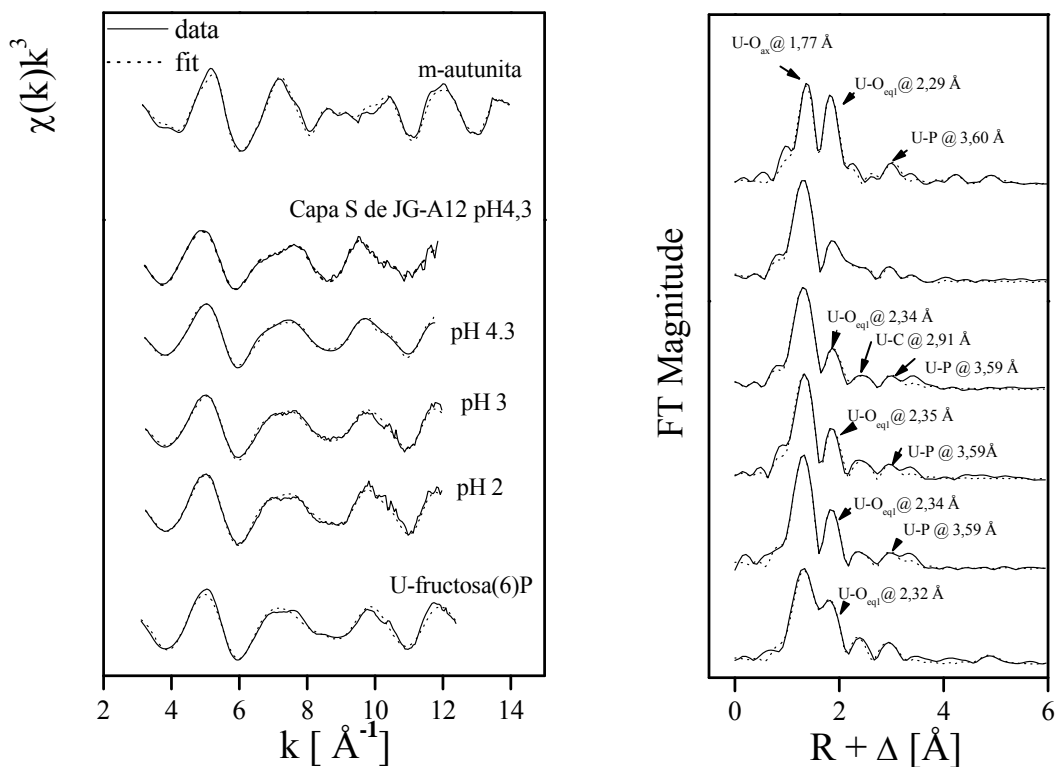 data
fit
m-autunita
Capa S de JG-A12 pH4,3
pH 4.3
pH 3
pH 2
U-fructosa(6)P
χ(k)k³
2 4 6 8 10 12 14
k [ Å⁻¹]
U-Oax@ 1,77 Å
U-Oeq1@ 2,29 Å
U-P @ 3,60 Å
U-Oeq1@ 2,34 Å
U-C @ 2,91 Å
U-P @ 3,59 Å
U-Oeq1@ 2,35 Å
U-P @ 3,59Å
U-Oeq1@ 2,34 Å
U-P @ 3,59 Å
U-Oeq1@ 2,32 Å
FT Magnitude
0 2 4 6
R + Δ [Å]